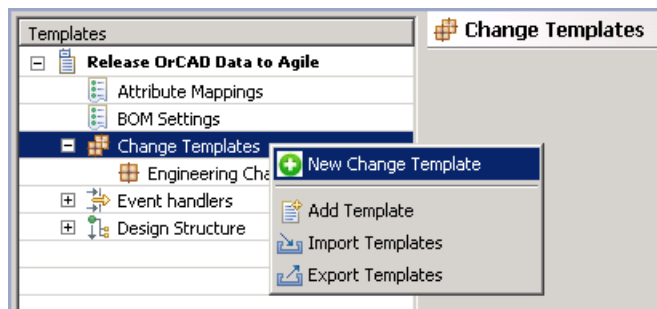 Templates
Change Templates
Release OrCAD Data to Agile
Attribute Mappings
BOM Settings
Change Templates
New Change Template
Engineering Cha
Event handlers
Add Template
Design Structure
Import Templates
Export Templates